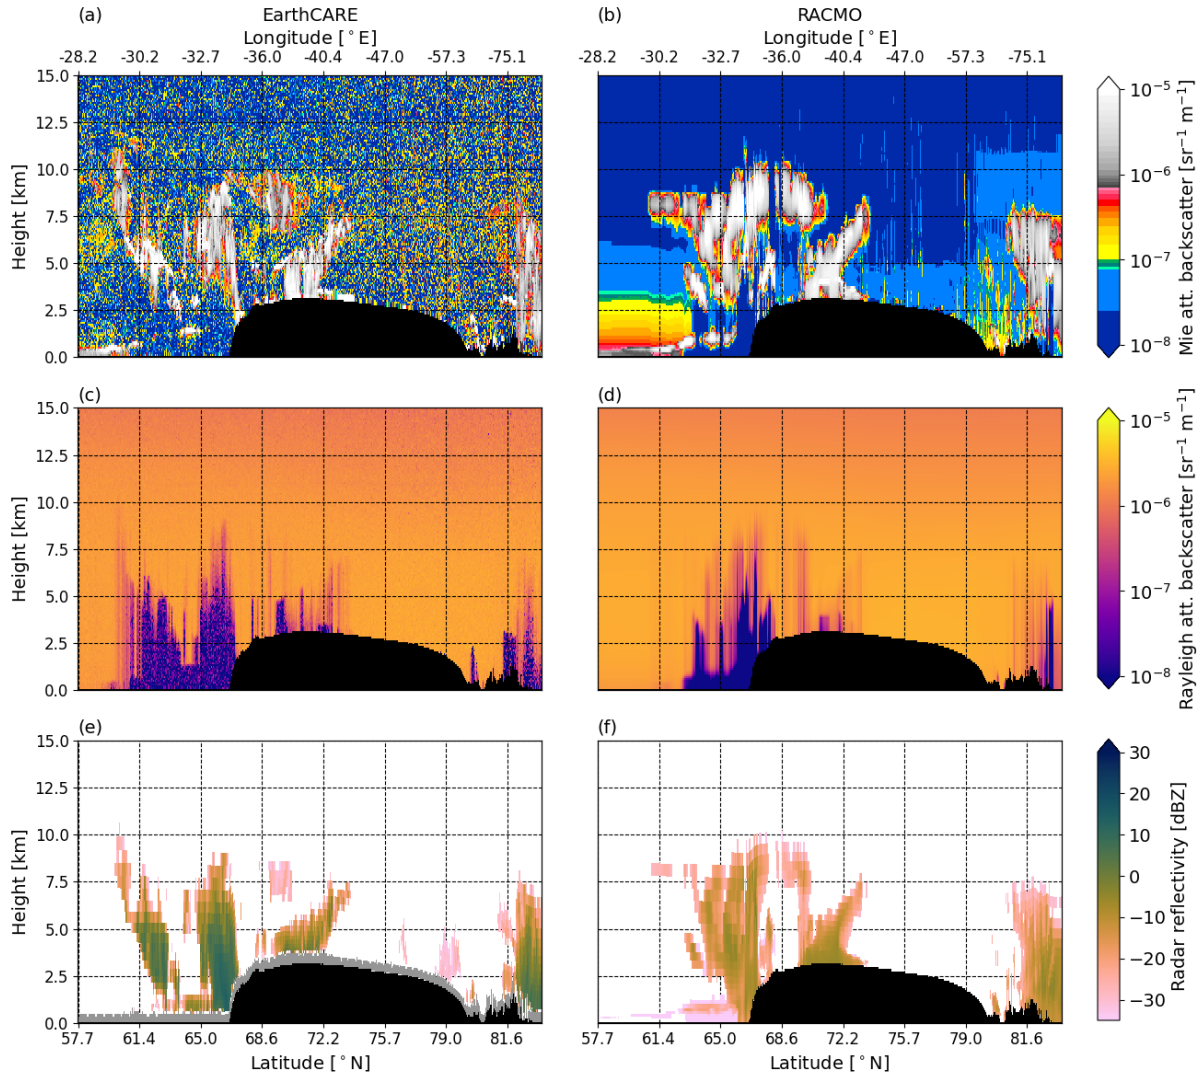 (a) EarthCARE (b) RACMO
Longitude [°E] Longitude [°E]
-28.2 -30.2 -32.7 -36.0 -40.4 -47.0 -57.3 -75.1 -28.2 -30.2 -32.7 -36.0 -40.4 -47.0 -57.3 -75.1
15.0
12.5
10.0
7.5
5.0
2.5
0.0
Height [km]
10⁻⁵
10⁻⁶
10⁻⁷
10⁻⁸
Mie att. backscatter [sr⁻¹ m⁻¹]
(c) (d)
15.0
12.5
10.0
7.5
5.0
2.5
0.0
Height [km]
10⁻⁵
10⁻⁶
10⁻⁷
10⁻⁸
Rayleigh att. backscatter [sr⁻¹ m⁻¹]
(e) (f)
15.0
12.5
10.0
7.5
5.0
2.5
0.0
Height [km]
30
20
10
0
−10
−20
−30
Radar reflectivity [dBZ]
57.7 61.4 65.0 68.6 72.2 75.7 79.0 81.6 57.7 61.4 65.0 68.6 72.2 75.7 79.0 81.6
Latitude [°N] Latitude [°N]